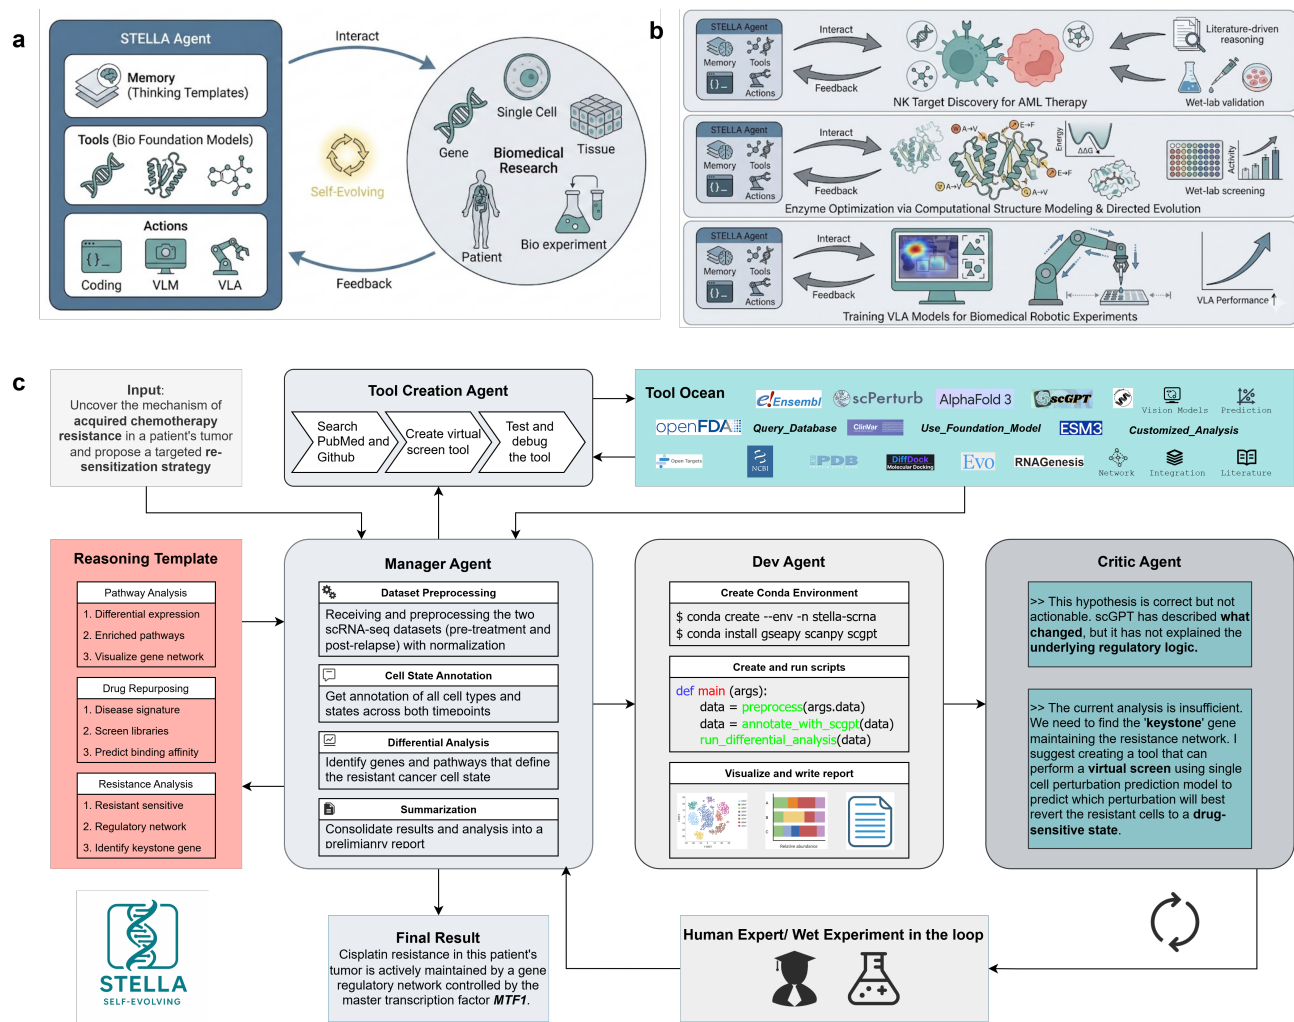 a
STELLA Agent
Memory
(Thinking Templates)
Tools (Bio Foundation Models)
Actions
Coding
VLM
VLA
Interact
Self-Evolving
Feedback
Single Cell
Gene
Tissue
Biomedical
Research
Bio experiment
Patient
b
STELLA Agent
Memory
Tools
Actions
Interact
Feedback
Literature-driven
reasoning
Wet-lab validation
NK Target Discovery for AML Therapy
STELLA Agent
Memory
Tools
Actions
Interact
Feedback
A→V
E→F
E→F
A→V
A→V
Energy
ΔΔG
Activity
Wet-lab screening
Enzyme Optimization via Computational Structure Modeling & Directed Evolution
STELLA Agent
Memory
Tools
Actions
Interact
Feedback
VLA Performance ↑
Training VLA Models for Biomedical Robotic Experiments
c
Input:
Uncover the mechanism of
acquired chemotherapy
resistance in a patient's tumor
and propose a targeted re-
sensitization strategy
Tool Creation Agent
Search
PubMed and
Github
Create virtual
screen tool
Test and
debug
the tool
Tool Ocean
e!Ensembl
scPerturb
AlphaFold 3
scGPT
Vision Models
Prediction
openFDA
Query_Database
ClinVar
Use_Foundation_Model
ESM3
Customized_Analysis
Open Targets
NCBI
PDB
DiffDock
Molecular Docking
Evo
RNAGenesis
Network
Integration
Literature
Reasoning Template
Pathway Analysis
1. Differential expression
2. Enriched pathways
3. Visualize gene network
Drug Repurposing
1. Disease signature
2. Screen libraries
3. Predict binding affinity
Resistance Analysis
1. Resistant sensitive
2. Regulatory network
3. Identify keystone gene
Manager Agent
Dataset Preprocessing
Receiving and preprocessing the two
scRNA-seq datasets (pre-treatment and
post-relapse) with normalization
Cell State Annotation
Get annotation of all cell types and
states across both timepoints
Differential Analysis
Identify genes and pathways that define
the resistant cancer cell state
Summarization
Consolidate results and analysis into a
prelimianry report
Dev Agent
Create Conda Environment
$ conda create --env -n stella-scrna
$ conda install gseapy scanpy scgpt
Create and run scripts
def main (args):
data = preprocess(args.data)
data = annotate_with_scgpt(data)
run_differential_analysis(data)
Visualize and write report
A
B
C
Relative abundance
Critic Agent
>> This hypothesis is correct but not
actionable. scGPT has described what
changed, but it has not explained the
underlying regulatory logic.
>> The current analysis is insufficient.
We need to find the 'keystone' gene
maintaining the resistance network. I
suggest creating a tool that can
perform a virtual screen using single
cell perturbation prediction model to
predict which perturbation will best
revert the resistant cells to a drug-
sensitive state.
STELLA
SELF-EVOLVING
Final Result
Cisplatin resistance in this patient's
tumor is actively maintained by a gene
regulatory network controlled by the
master transcription factor MTF1.
Human Expert/ Wet Experiment in the loop